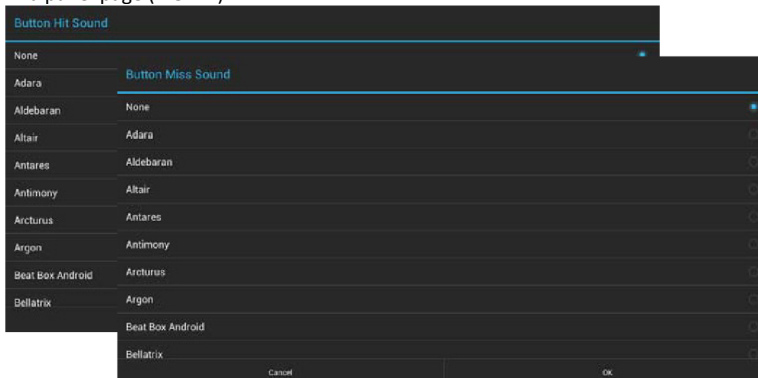 Button Hit Sound
None
Adara
Aldebaran
Altair
Antares
Antimony
Arcturus
Argon
Beat Box Android
Bellatrix
Button Miss Sound
None
Adara
Aldebaran
Altair
Antares
Antimony
Arcturus
Argon
Beat Box Android
Bellatrix
Cancel
OK